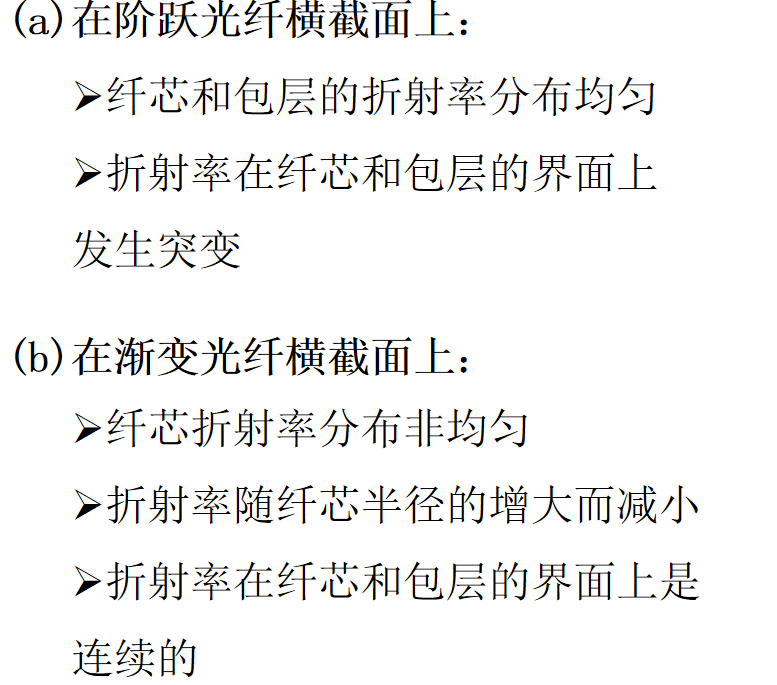 (a)在阶跃光纤横截面上：
➢纤芯和包层的折射率分布均匀
➢折射率在纤芯和包层的界面上
发生突变
(b)在渐变光纤横截面上：
➢纤芯折射率分布非均匀
➢折射率随纤芯半径的增大而减小
➢折射率在纤芯和包层的界面上是
连续的